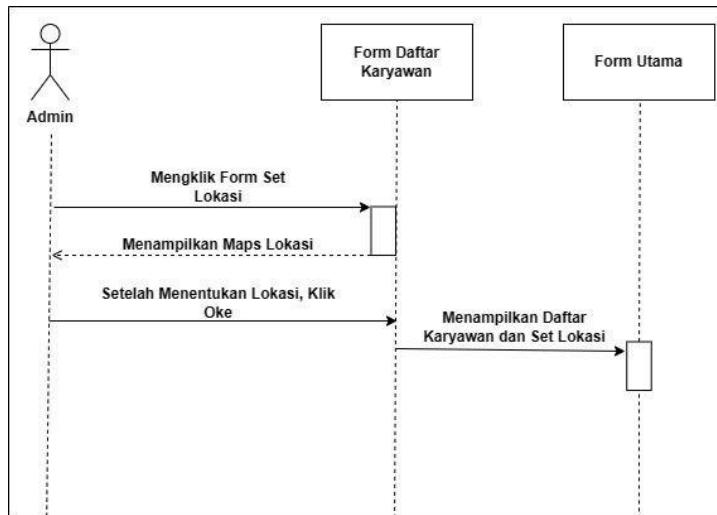 Form Daftar
Karyawan
Form Utama
Admin
Mengklik Form Set
Lokasi
Menampilkan Maps Lokasi
Setelah Menentukan Lokasi, Klik
Oke
Menampilkan Daftar
Karyawan dan Set Lokasi